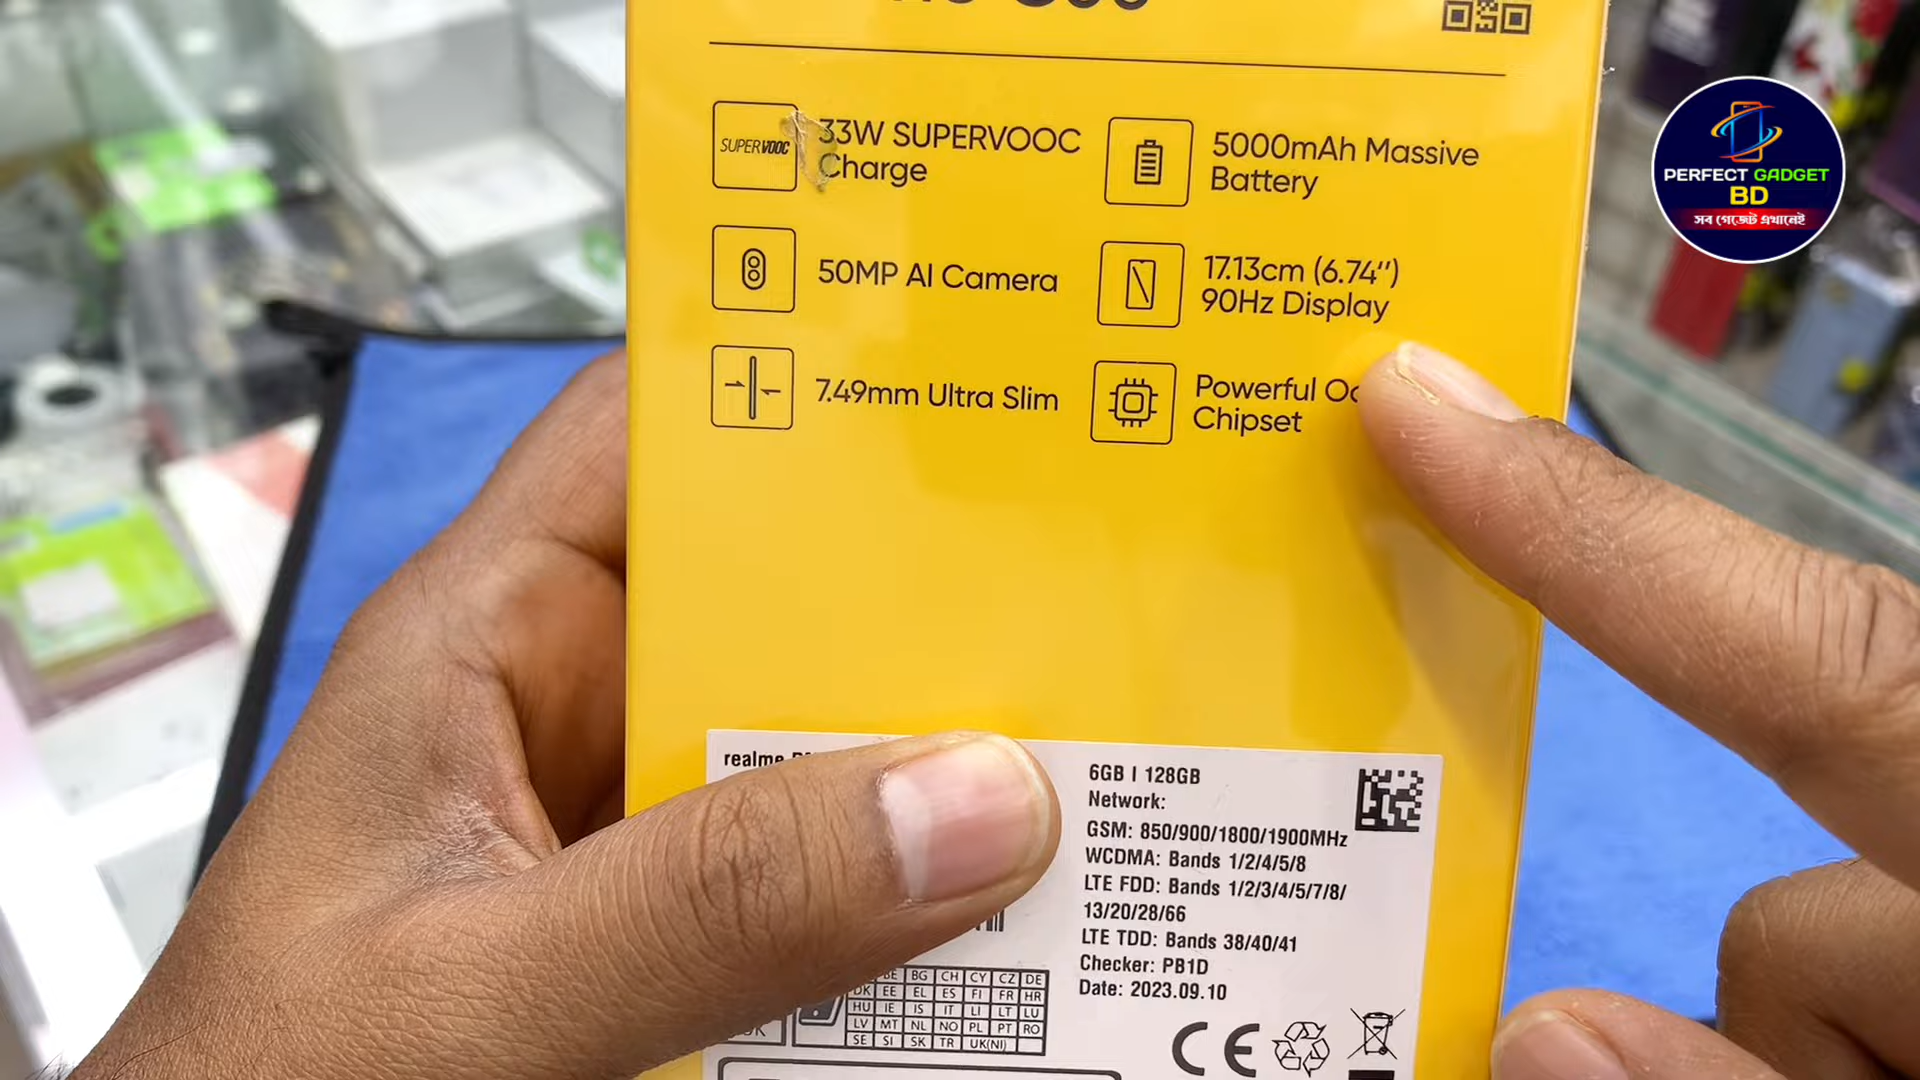 SUPERVOOC
33W SUPERVOOC
Charge
5000mAh Massive
Battery
50MP AI Camera
17.13cm (6.74")
90Hz Display
7.49mm Ultra Slim
Powerful
Chipset
PERFECT GADGET
BD
সব গেজেট এখানেই
realme
6GB | 128GB
Network:
GSM: 850/900/1800/1900MHz
WCDMA: Bands 1/2/4/5/8
LTE FDD: Bands 1/2/3/4/5/7/8/
13/20/28/66
LTE TDD: Bands 38/40/41
Checker: PB1D
Date: 2023.09.10
BE BG CH CY CZ DE
DK EE EL ES FI FR HR
HU IE IS IT LI LT LU
LV MT NL NO PL PT RO
SE SI SK TR UK(NI)
CE